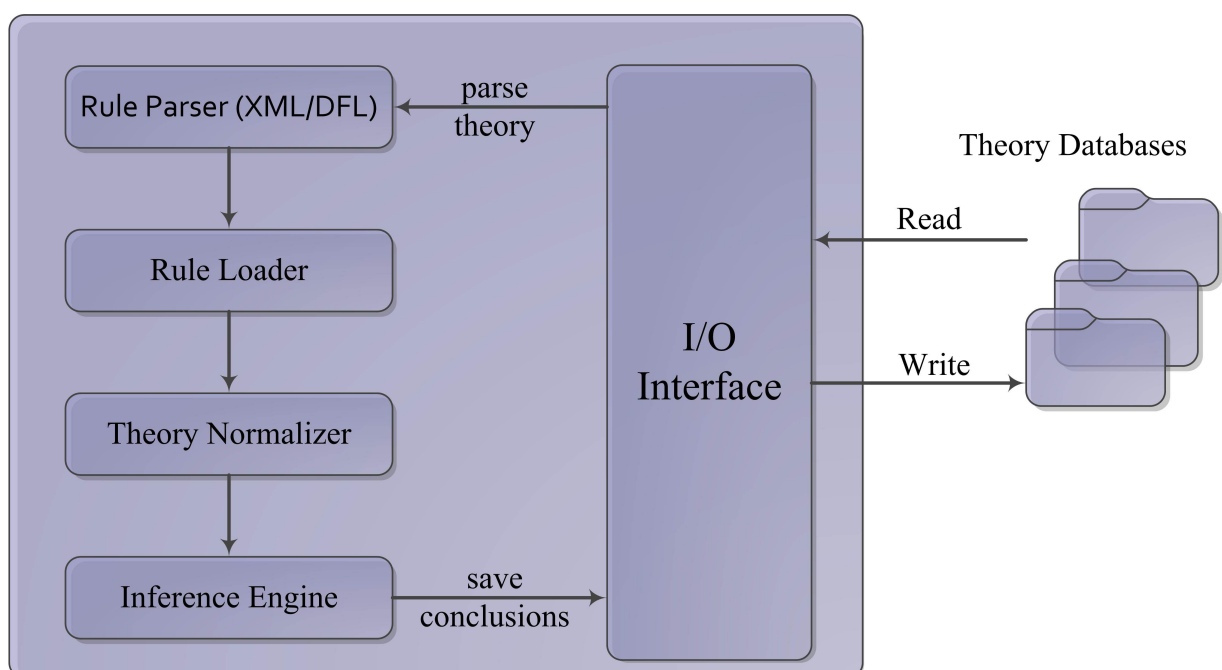 Rule Parser (XML/DFL)
parse
theory
Theory Databases
Read
Rule Loader
I/O
Interface
Write
Theory Normalizer
Inference Engine
save
conclusions